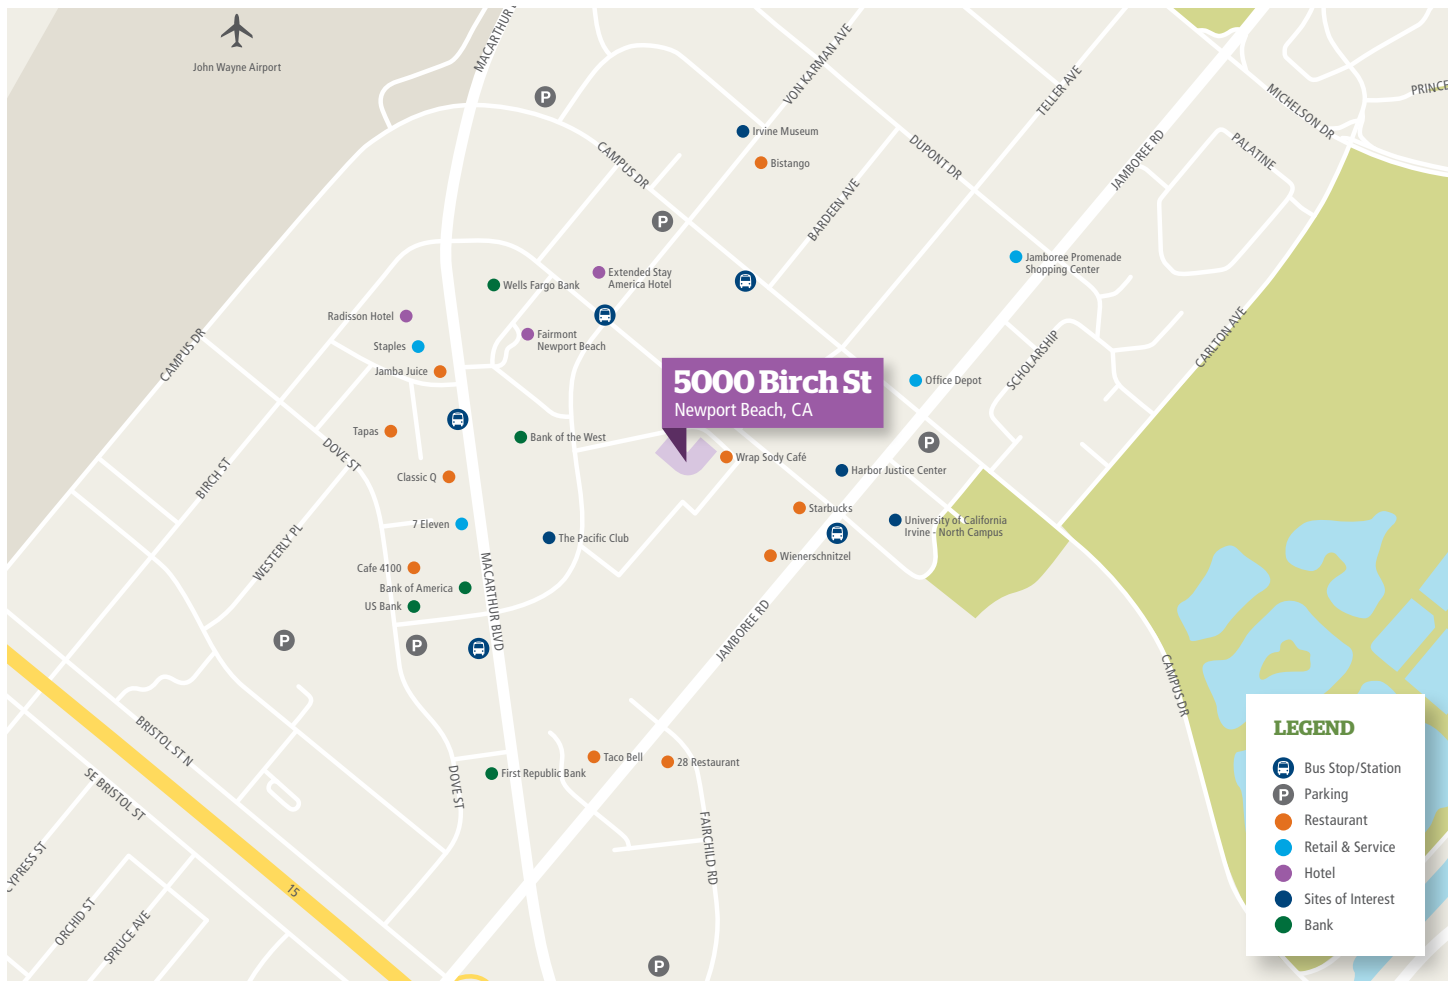 John Wayne Airport
MACARTHUR
P
VON KARMAN AVE
TELLER AVE
MICHELSON DR
PRINCE
Irvine Museum
CAMPUS DR
Bistango
DUPONT DR
JAMBOREE RD
PALATINE
BARDEEN AVE
P
Jamboree Promenade
Shopping Center
Extended Stay
America Hotel
Wells Fargo Bank
Radisson Hotel
Fairmont
Newport Beach
Staples
CAMPUS DR
Jamba Juice
SCHOLARSHIP
CARLTON AVE
5000 Birch St
Newport Beach, CA
Office Depot
Tapas
Bank of the West
P
DOVE ST
BIRCH ST
Wrap Sody Café
Harbor Justice Center
Classic Q
Starbucks
7 Eleven
University of California
Irvine - North Campus
WESTERLY PL
The Pacific Club
Wienerschnitzel
Cafe 4100
Bank of America
US Bank
MACARTHUR BLVD
P
P
JAMBOREE RD
CAMPUS DR
BRISTOL ST N
SE BRISTOL ST
Taco Bell
28 Restaurant
First Republic Bank
DOVE ST
FAIRCHILD RD
CYPRESS ST
15
ORCHID ST
SPRUCE AVE
P
LEGEND
Bus Stop/Station
P Parking
Restaurant
Retail & Service
Hotel
Sites of Interest
Bank